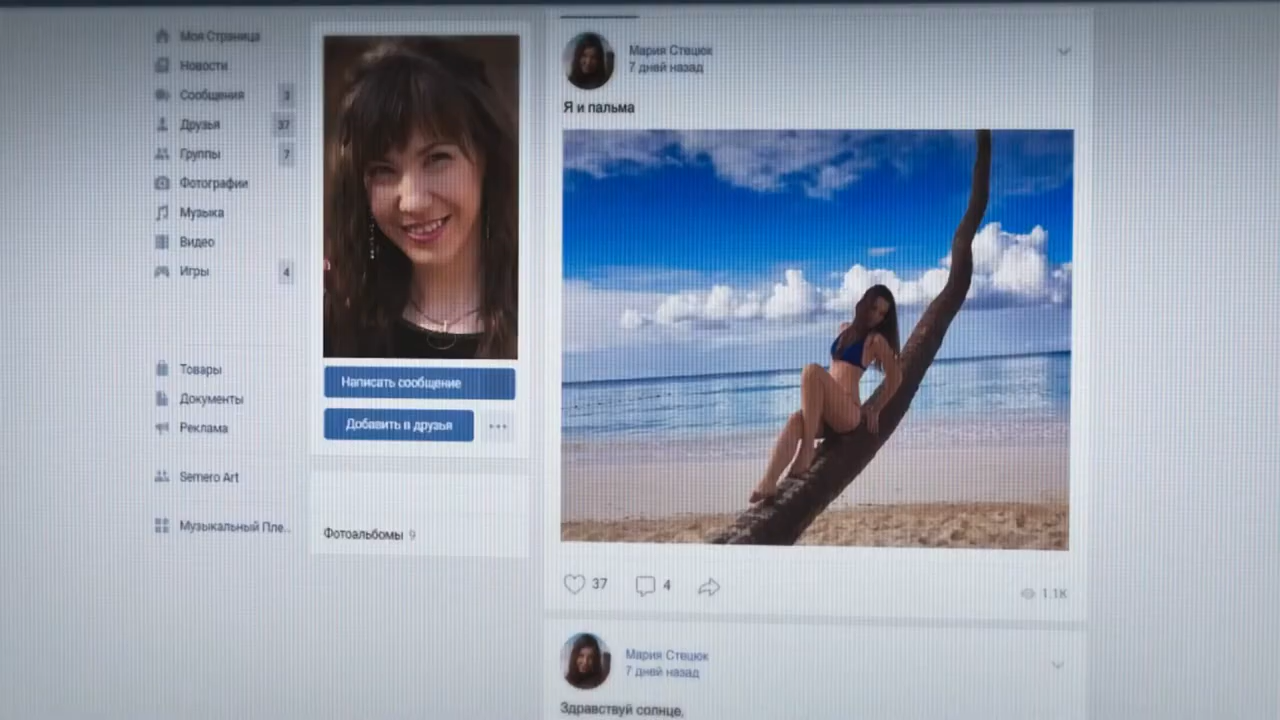 Моя Страница
Новости
Сообщения 3
Друзья 37
Группы 7
Фотографии
Музыка
Видео
Игры 4
Товары
Документы
Реклама
Semero Art
Музыкальный Пле..
Написать сообщение
Добавить в друзья
Фотоальбомы 9
Мария Стецюк
7 дней назад
Я и пальма
37 4 1.1K
Мария Стецюк
7 дней назад
Здравствуй солнце,